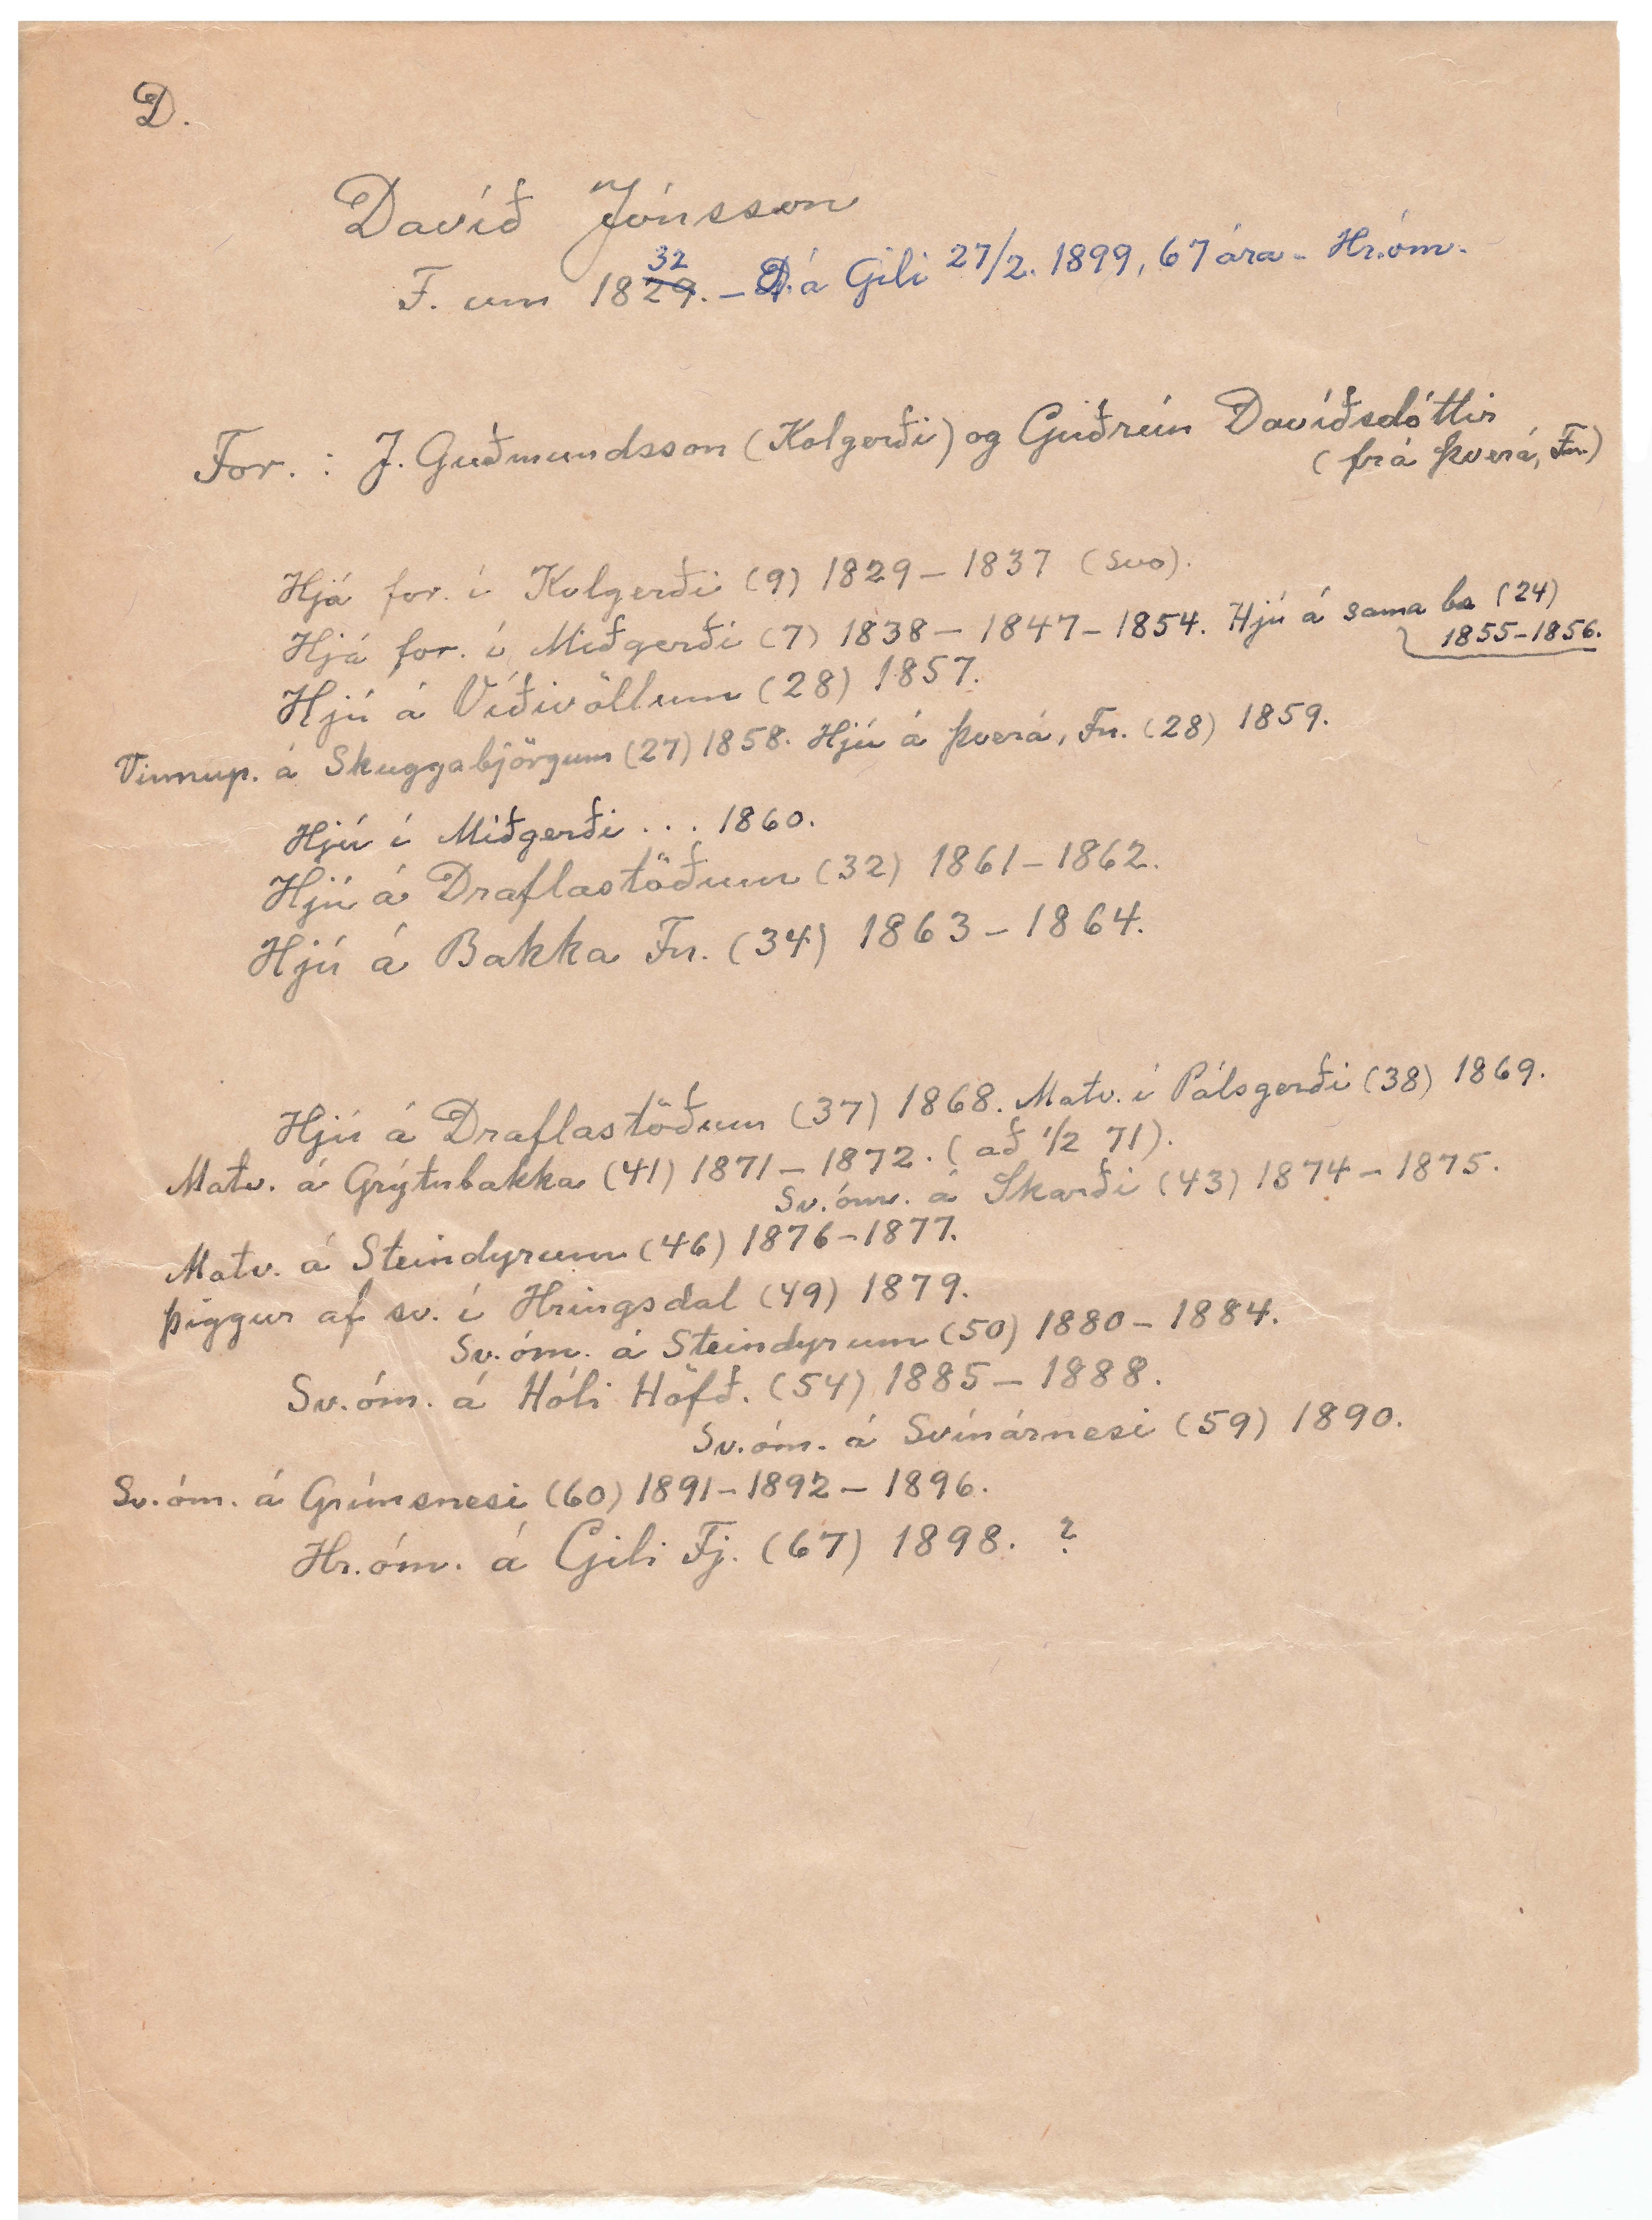 D.
Davíð Jónsson
32
F. um 1829. – D. á Gili 27/2. 1899, 67 ára - Hr.óm.
For. : J. Guðmundsson (Kolgerði) og Guðrún Davíðsdóttir
(frá Þverá, Fn.)
Hjá for. í Kolgerði (9) 1829 – 1837 (svo).
Hjá for. í Miðgerði (7) 1838 – 1847 – 1854. Hjú á sama bæ (24)
1855-1856.
Hjú á Víðivöllum (28) 1857.
Vinnup. á Skuggabjörgum (27) 1858. Hjú á Þverá, Fn. (28) 1859.
Hjú í Miðgerði . . . 1860.
Hjú á Draflastöðum (32) 1861 – 1862.
Hjú á Bakka Fn. (34) 1863 – 1864.
Hjú á Draflastöðum (37) 1868. Matv. í Pálsgerði (38) 1869.
Matv. á Grýtubakka (41) 1871 – 1872. (að 1/2 71).
Sv.óm. á Skarði (43) 1874 – 1875.
Matv. á Steindyrum (46) 1876-1877.
Þiggur af sv. í Hringsdal (49) 1879.
Sv.óm. á Steindyrum (50) 1880 – 1884.
Sv.óm. á Hóli Höfð. (54) 1885 – 1888.
Sv.óm. á Svínárnesi (59) 1890.
Sv.óm. á Grímsnesi (60) 1891-1892 – 1896.
Hr.óm. á Gili Fj. (67) 1898. ?